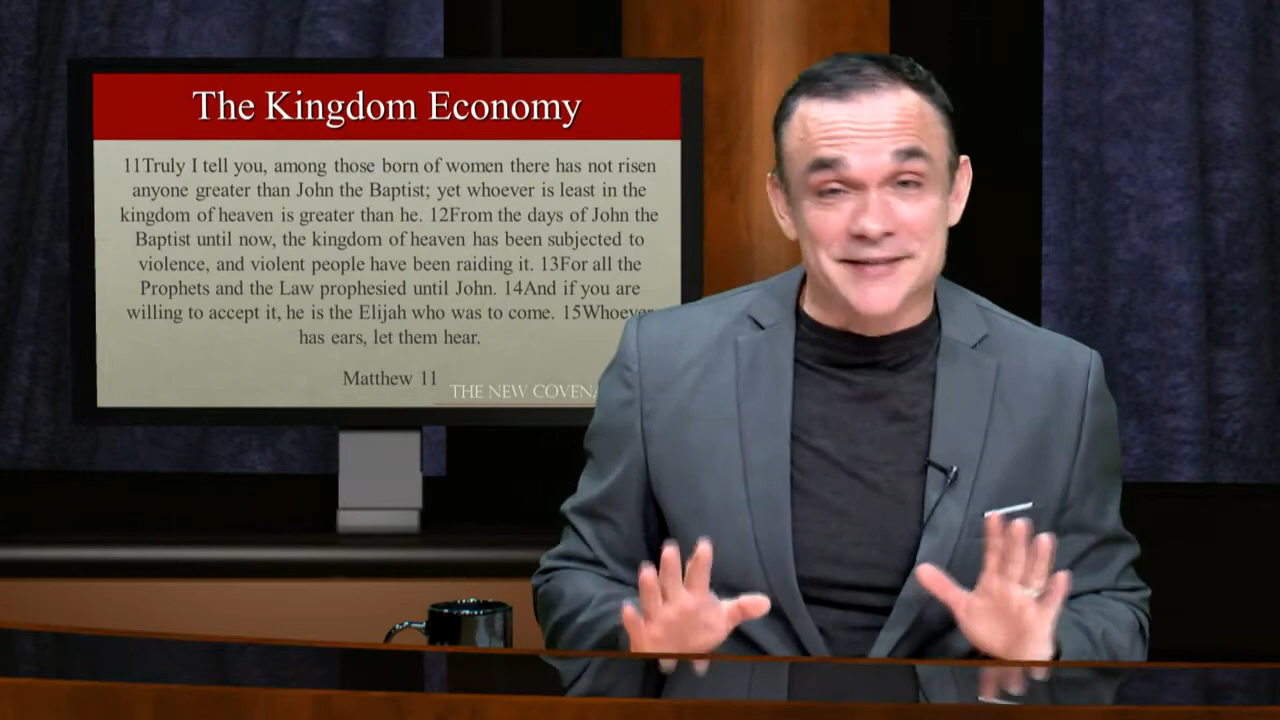 The Kingdom Economy
11Truly I tell you, among those born of women there has not risen
anyone greater than John the Baptist; yet whoever is least in the
kingdom of heaven is greater than he. 12From the days of John the
Baptist until now, the kingdom of heaven has been subjected to
violence, and violent people have been raiding it. 13For all the
Prophets and the Law prophesied until John. 14And if you are
willing to accept it, he is the Elijah who was to come. 15Whoever
has ears, let them hear.
Matthew 11
THE NEW